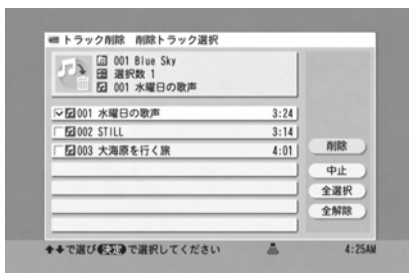 トラック削除 削除トラック選択
001 Blue Sky
選択数 1
001 水曜日の歌声
001 水曜日の歌声 3:24
002 STILL 3:14
003 大海原を行く旅 4:01
削除
中止
全選択
全解除
で選び 決定 で選択してください 4:25AM